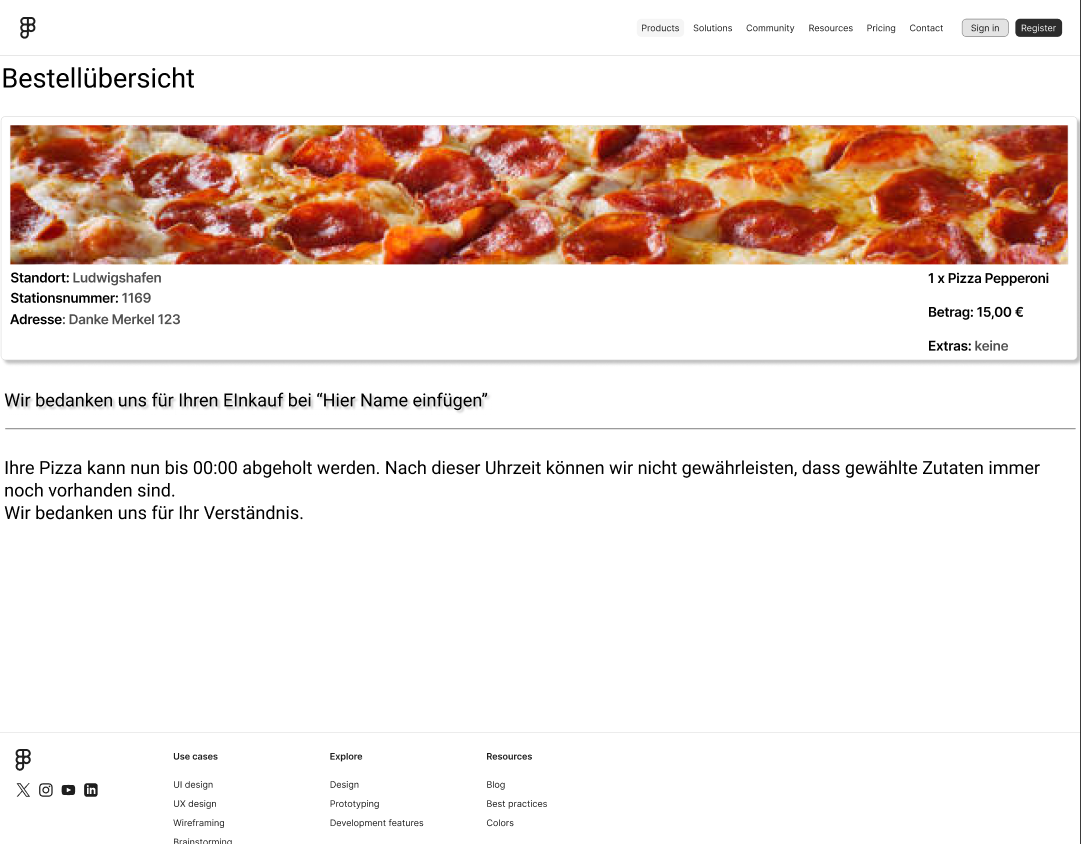 Products Solutions Community Resources Pricing Contact Sign in Register
Bestellübersicht
Standort: Ludwigshafen
Stationsnummer: 1169
Adresse: Danke Merkel 123
1 x Pizza Pepperoni
Betrag: 15,00 €
Extras: keine
Wir bedanken uns für Ihren EInkauf bei “Hier Name einfügen”
Ihre Pizza kann nun bis 00:00 abgeholt werden. Nach dieser Uhrzeit können wir nicht gewährleisten, dass gewählte Zutaten immer
noch vorhanden sind.
Wir bedanken uns für Ihr Verständnis.
Use cases
UI design
UX design
Wireframing
Brainstorming
Explore
Design
Prototyping
Development features
Resources
Blog
Best practices
Colors